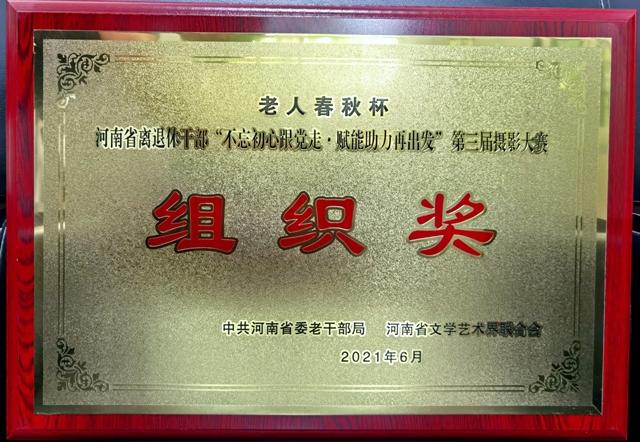 老人春秋杯
河南省离退休干部“不忘初心跟党走·赋能助力再出发”第三届摄影大赛
组织奖
中共河南省委老干部局 河南省文学艺术界联合会
2021年6月